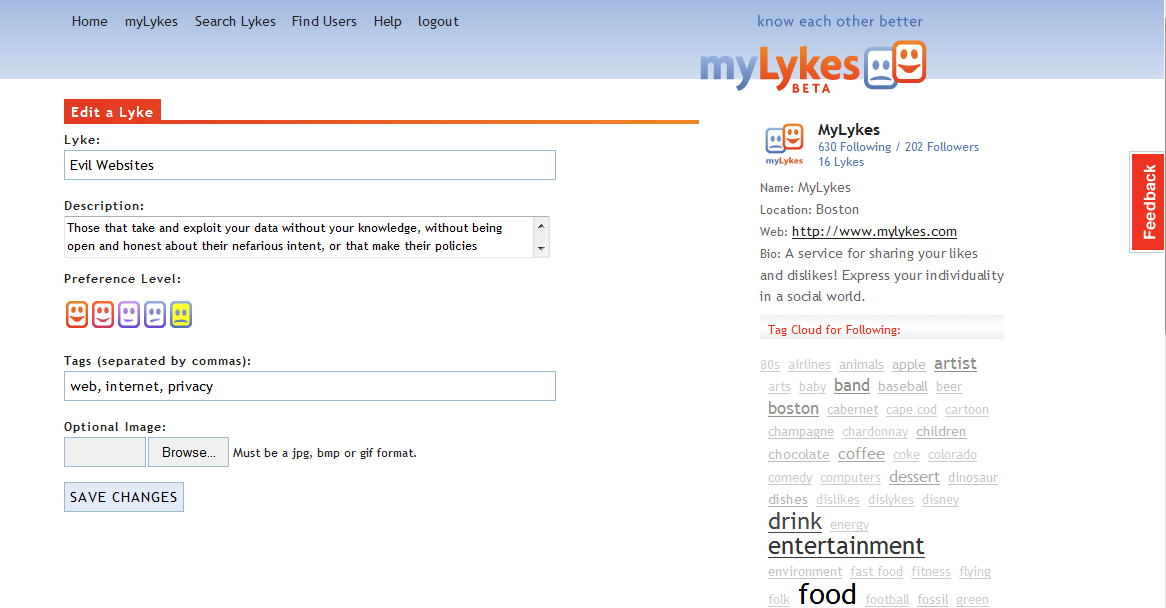 Home myLykes Search Lykes Find Users Help logout
know each other better
myLykes
BETA
Edit a Lyke
Lyke:
Evil Websites
Description:
Those that take and exploit your data without your knowledge, without being
open and honest about their nefarious intent, or that make their policies
Preference Level:
Tags (separated by commas):
web, internet, privacy
Optional Image:
Browse... Must be a jpg, bmp or gif format.
SAVE CHANGES
myLykes
MyLykes
630 Following / 202 Followers
16 Lykes
Name: MyLykes
Location: Boston
Web: http://www.mylykes.com
Bio: A service for sharing your likes
and dislikes! Express your individuality
in a social world.
Tag Cloud for Following:
80s airlines animals apple artist
arts baby band baseball beer
boston cabernet cape cod cartoon
champagne chardonnay children
chocolate coffee coke colorado
comedy computers dessert dinosaur
dishes dislikes dislykes disney
drink energy
entertainment
environment fast food fitness flying
folk food football fossil green
Feedback